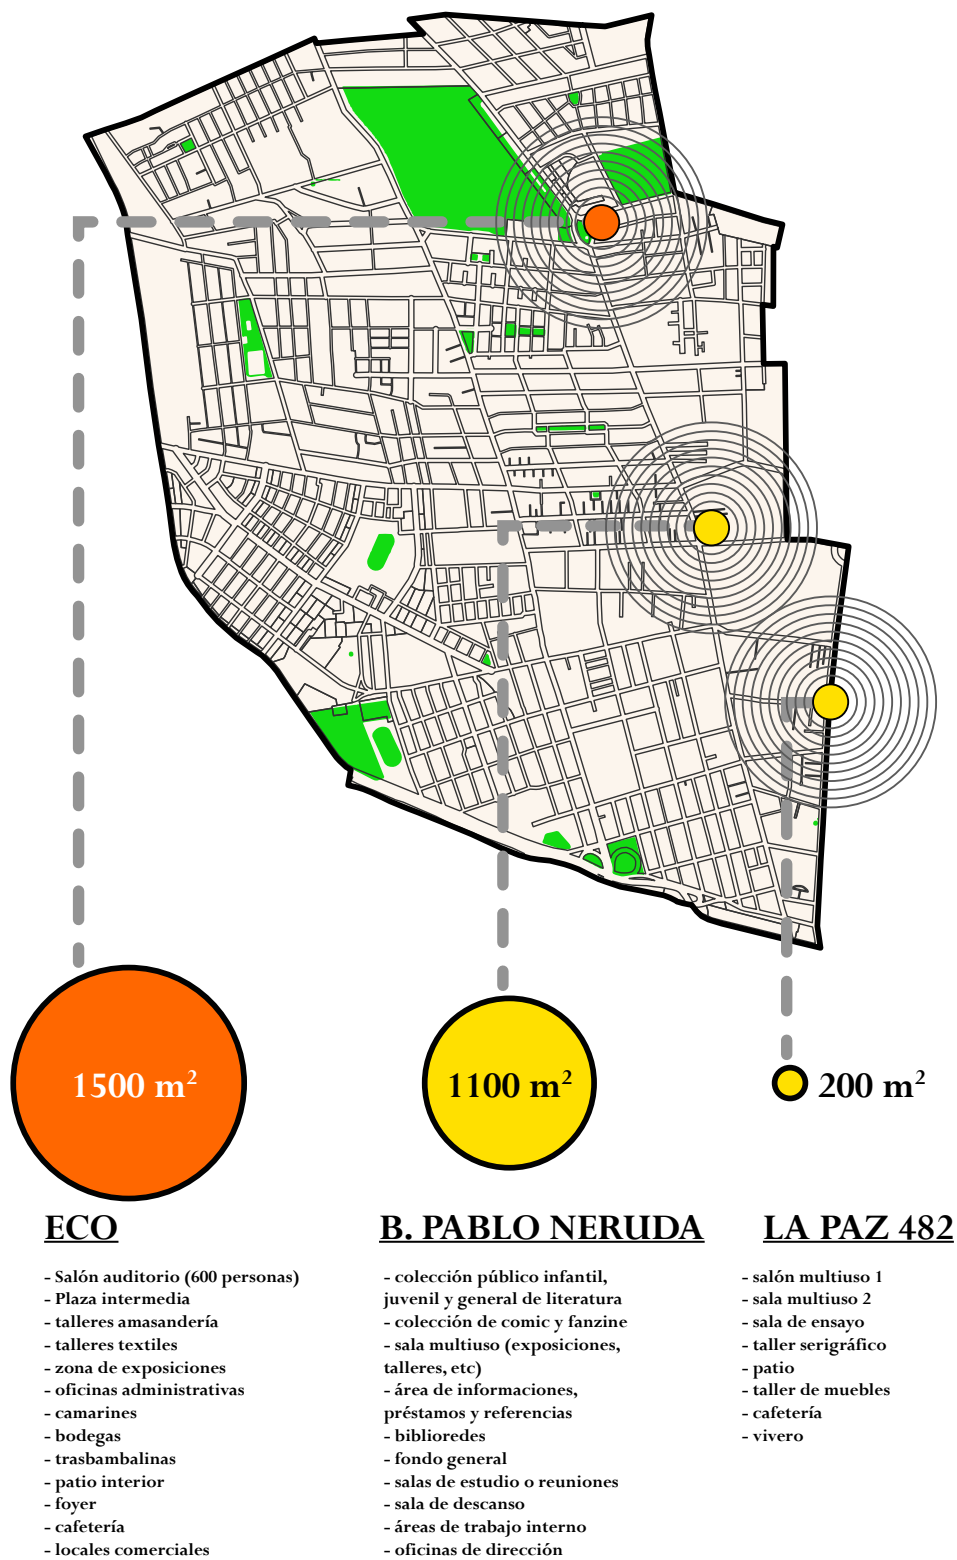 1500 m²
1100 m²
200 m²
ECO
- Salón auditorio (600 personas)
- Plaza intermedia
- talleres amasandería
- talleres textiles
- zona de exposiciones
- oficinas administrativas
- camarines
- bodegas
- trasbambalinas
- patio interior
- foyer
- cafetería
- locales comerciales
B. PABLO NERUDA
- colección público infantil,
juvenil y general de literatura
- colección de comic y fanzine
- sala multiuso (exposiciones,
talleres, etc)
- área de informaciones,
préstamos y referencias
- biblioredes
- fondo general
- salas de estudio o reuniones
- sala de descanso
- áreas de trabajo interno
- oficinas de dirección
LA PAZ 482
- salón multiuso 1
- sala multiuso 2
- sala de ensayo
- taller serigráfico
- patio
- taller de muebles
- cafetería
- vivero